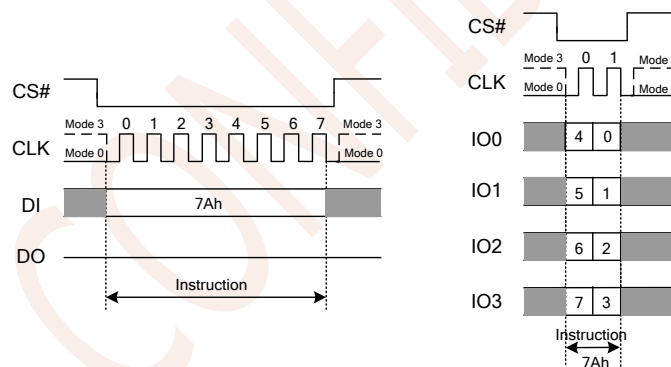 CS#
Mode 3 0 1 2 3 4 5 6 7 Mode 3
CLK
Mode 0 Mode 0
DI 7Ah
DO
Instruction
CS#
Mode 3 0 1 Mode
CLK
Mode 0 Mode
IO0 4 0
IO1 5 1
IO2 6 2
IO3 7 3
Instruction
7Ah